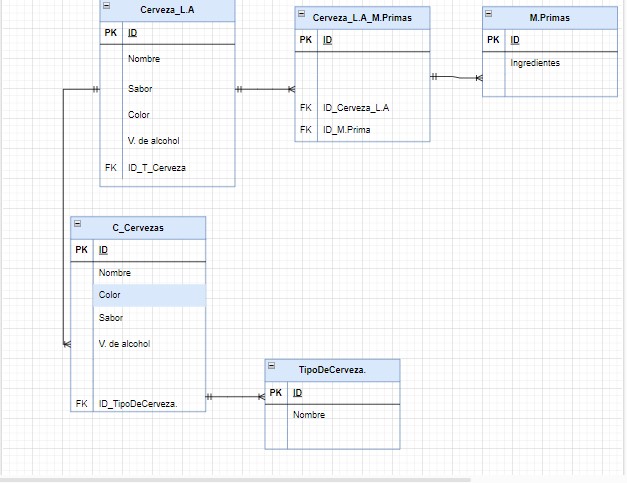 Cerveza_L.A
PK ID
Nombre
Sabor
Color
V. de alcohol
FK ID_T_Cerveza
Cerveza_L.A_M.Primas
PK ID
FK ID_Cerveza_L.A
FK ID_M.Prima
M.Primas
PK ID
Ingredientes
C_Cervezas
PK ID
Nombre
Color
Sabor
V. de alcohol
FK ID_TipoDeCerveza.
TipoDeCerveza.
PK ID
Nombre